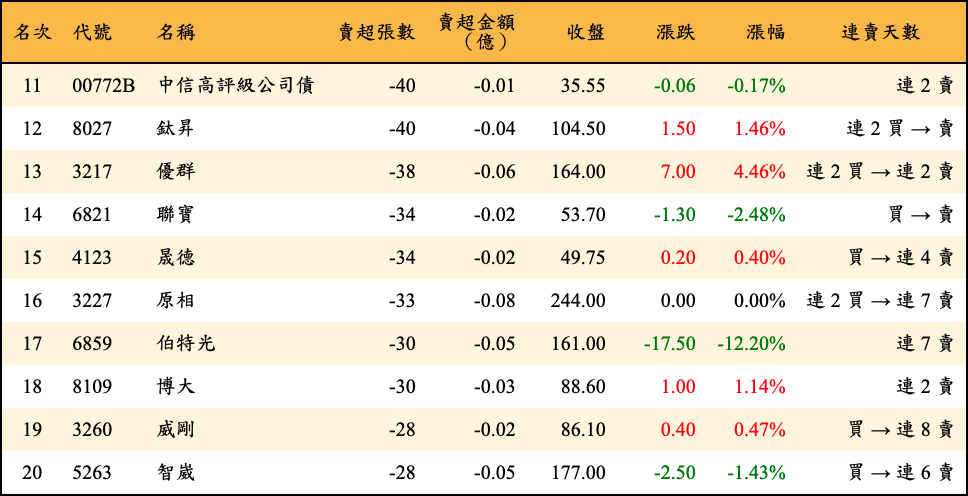 名次 代號 名稱 賣超張數 賣超金額（億） 收盤 漲跌 漲幅 連賣天數
11 00772B 中信高評級公司債 -40 -0.01 35.55 -0.06 -0.17% 連 2 賣
12 8027 鈦昇 -40 -0.04 104.50 1.50 1.46% 連 2 買 → 賣
13 3217 優群 -38 -0.06 164.00 7.00 4.46% 連 2 買 → 連 2 賣
14 6821 聯寶 -34 -0.02 53.70 -1.30 -2.48% 買 → 賣
15 4123 晟德 -34 -0.02 49.75 0.20 0.40% 買 → 連 4 賣
16 3227 原相 -33 -0.08 244.00 0.00 0.00% 連 2 買 → 連 7 賣
17 6859 伯特光 -30 -0.05 161.00 -17.50 -12.20% 連 7 賣
18 8109 博大 -30 -0.03 88.60 1.00 1.14% 連 2 賣
19 3260 威剛 -28 -0.02 86.10 0.40 0.47% 買 → 連 8 賣
20 5263 智崴 -28 -0.05 177.00 -2.50 -1.43% 買 → 連 6 賣